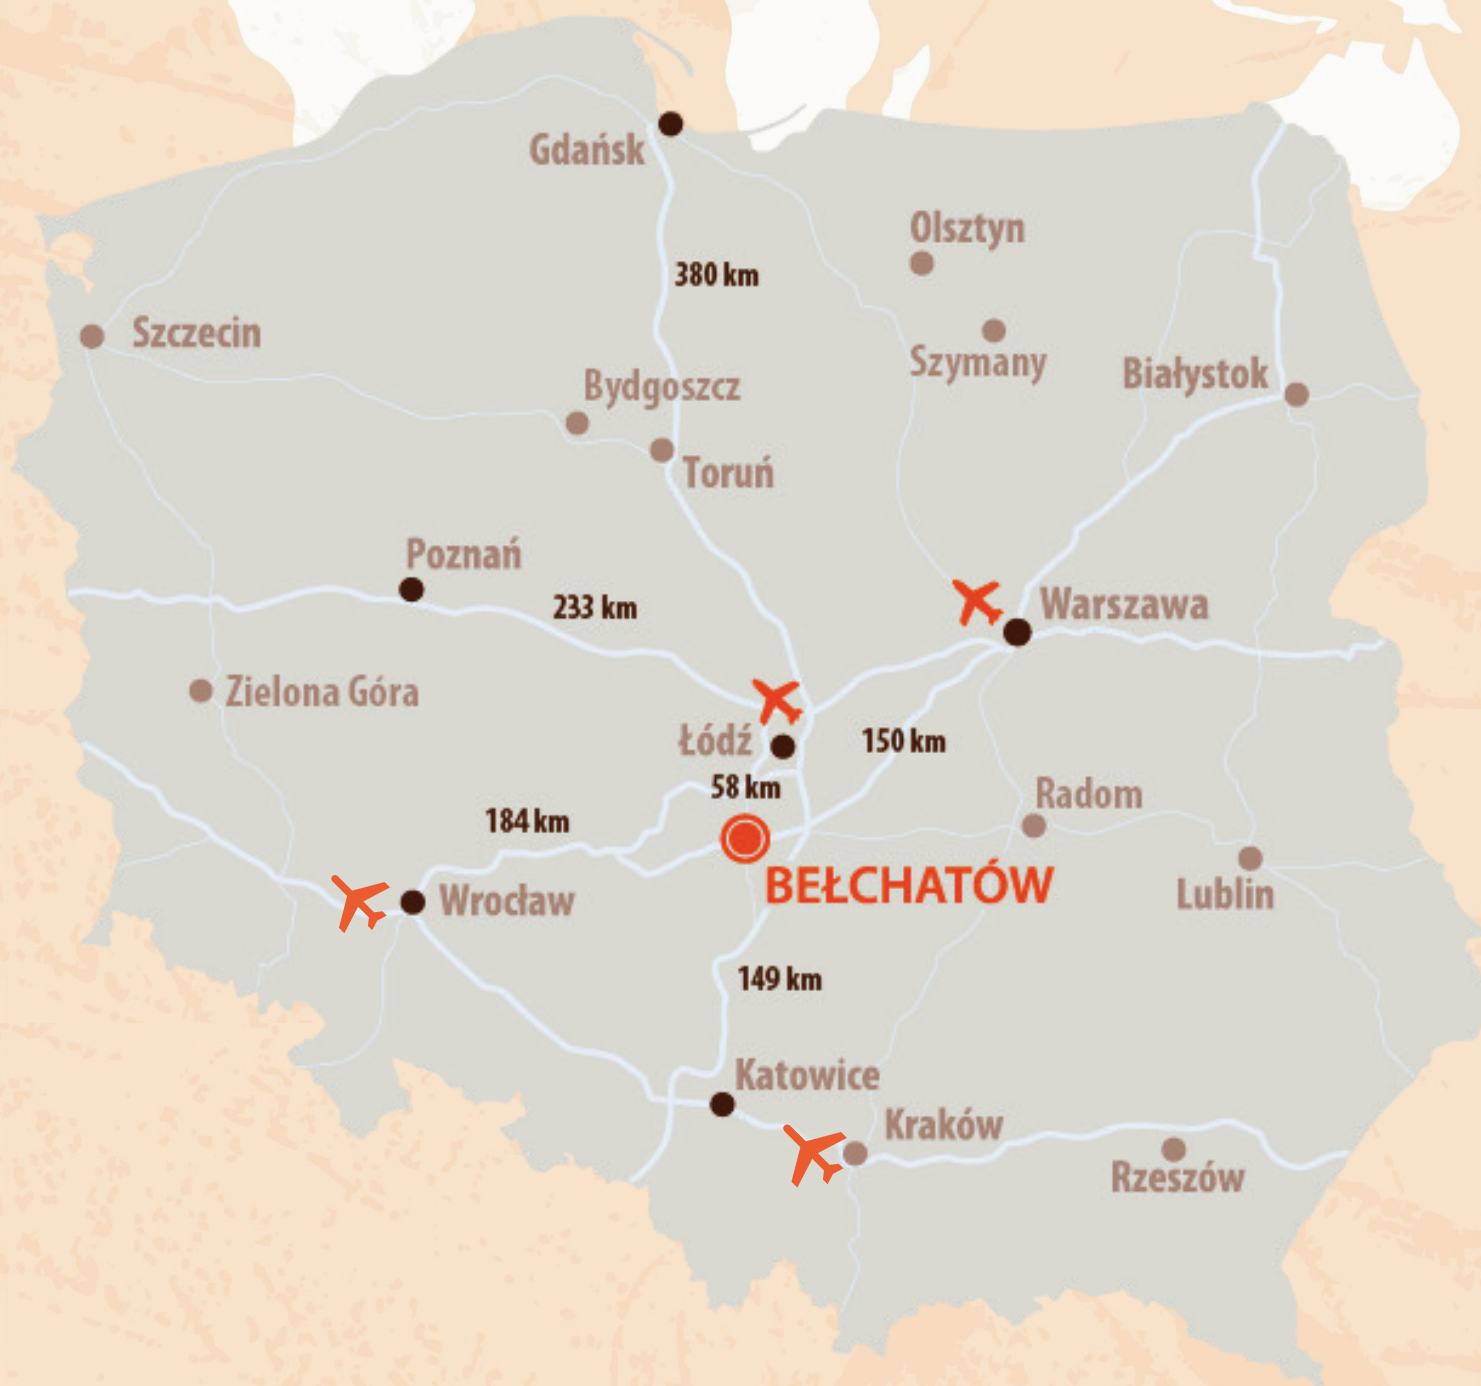 Gdańsk
Olsztyn
380 km
Szczecin
Szymany
Białystok
Bydgoszcz
Toruń
Poznań
233 km
Warszawa
Zielona Góra
Łódź
150 km
58 km
Radom
184 km
BEŁCHATÓW
Wrocław
Lublin
149 km
Katowice
Kraków
Rzeszów